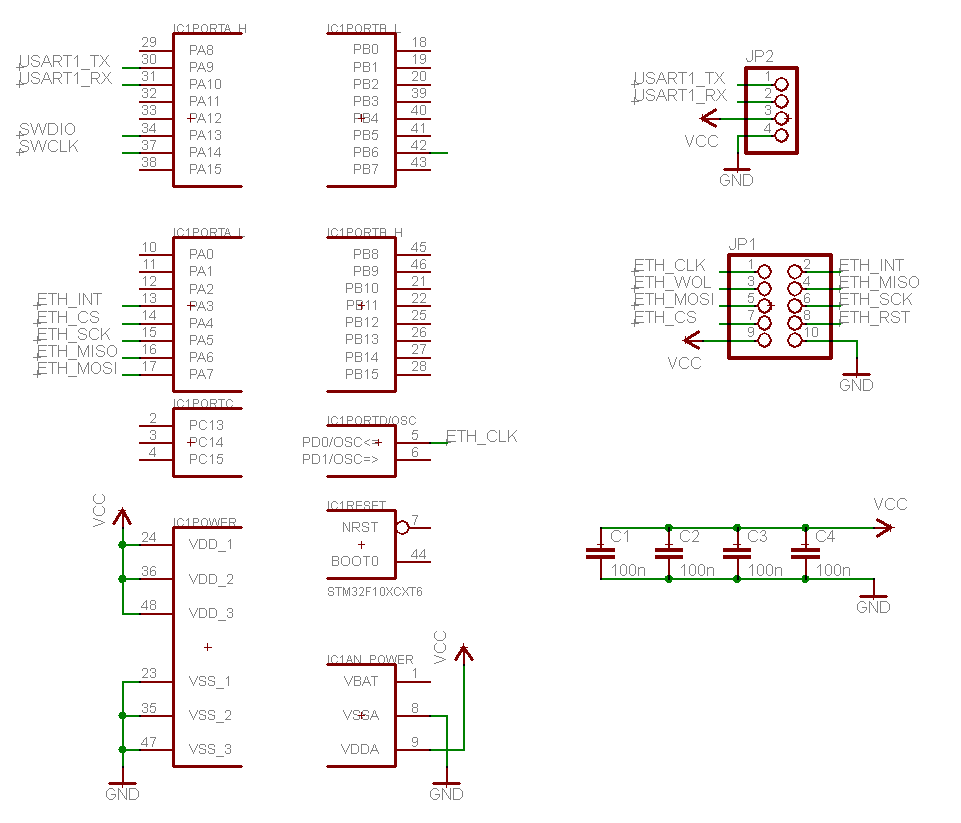 IC1PORTA_H
29 PA8
USART1_TX 30 PA9
USART1_RX 31 PA10
32 PA11
33 PA12
SWDIO 34 PA13
SWCLK 37 PA14
38 PA15
IC1PORTB_L
PB0 18
PB1 19
PB2 20
PB3 39
PB4 40
PB5 41
PB6 42
PB7 43
JP2
USART1_TX 1
USART1_RX 2
3
VCC 4
GND
IC1PORTA_L
10 PA0
11 PA1
12 PA2
ETH_INT 13 PA3
ETH_CS 14 PA4
ETH_SCK 15 PA5
ETH_MISO 16 PA6
ETH_MOSI 17 PA7
IC1PORTB_H
PB8 45
PB9 46
PB10 21
PB11 22
PB12 25
PB13 26
PB14 27
PB15 28
JP1
ETH_CLK 1 2 ETH_INT
ETH_WOL 3 4 ETH_MISO
ETH_MOSI 5 6 ETH_SCK
ETH_CS 7 8 ETH_RST
9 10
VCC
GND
IC1PORTC
2 PC13
3 PC14
4 PC15
IC1PORTD/OSC
PD0/OSC<= 5 ETH_CLK
PD1/OSC=> 6
VCC
IC1POWER
24 VDD_1
36 VDD_2
48 VDD_3
23 VSS_1
35 VSS_2
47 VSS_3
GND
IC1RESET
NRST 7
BOOT0 44
STM32F10XCXT6
VCC
IC1AN_POWER
VBAT 1
VSSA 8
VDDA 9
GND
VCC
C1 C2 C3 C4
100n 100n 100n 100n
GND